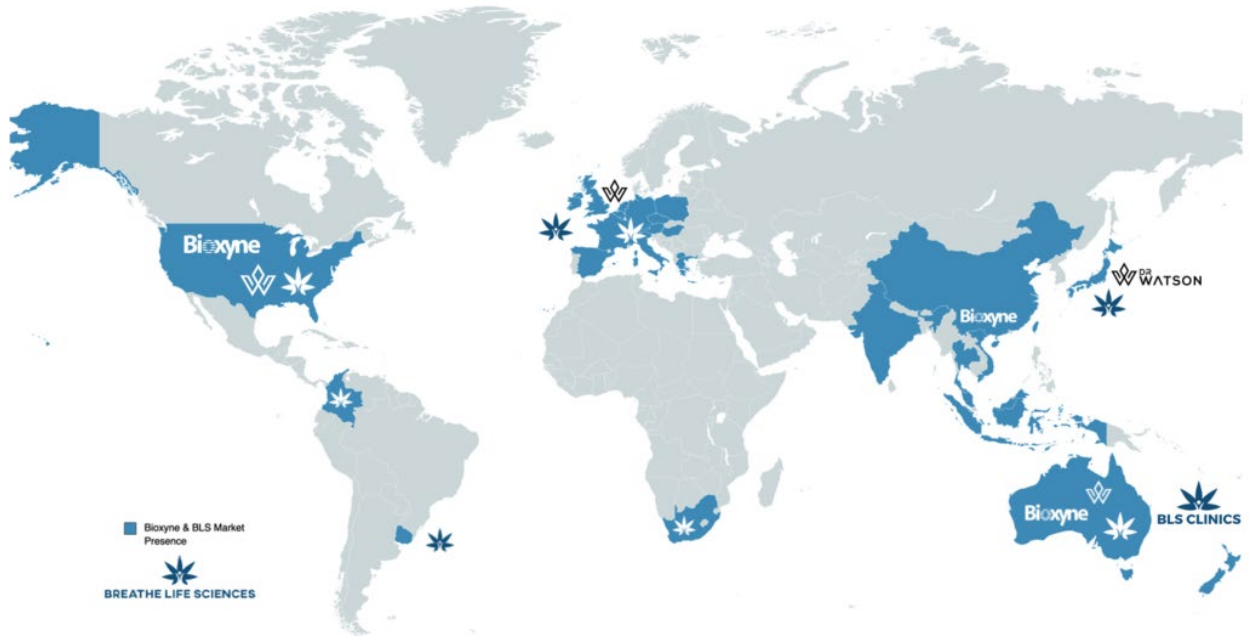 Bioxyne
DR
WATSON
Bioxyne
Bioxyne
BLS CLINICS
Bioxyne & BLS Market
Presence
BREATHE LIFE SCIENCES